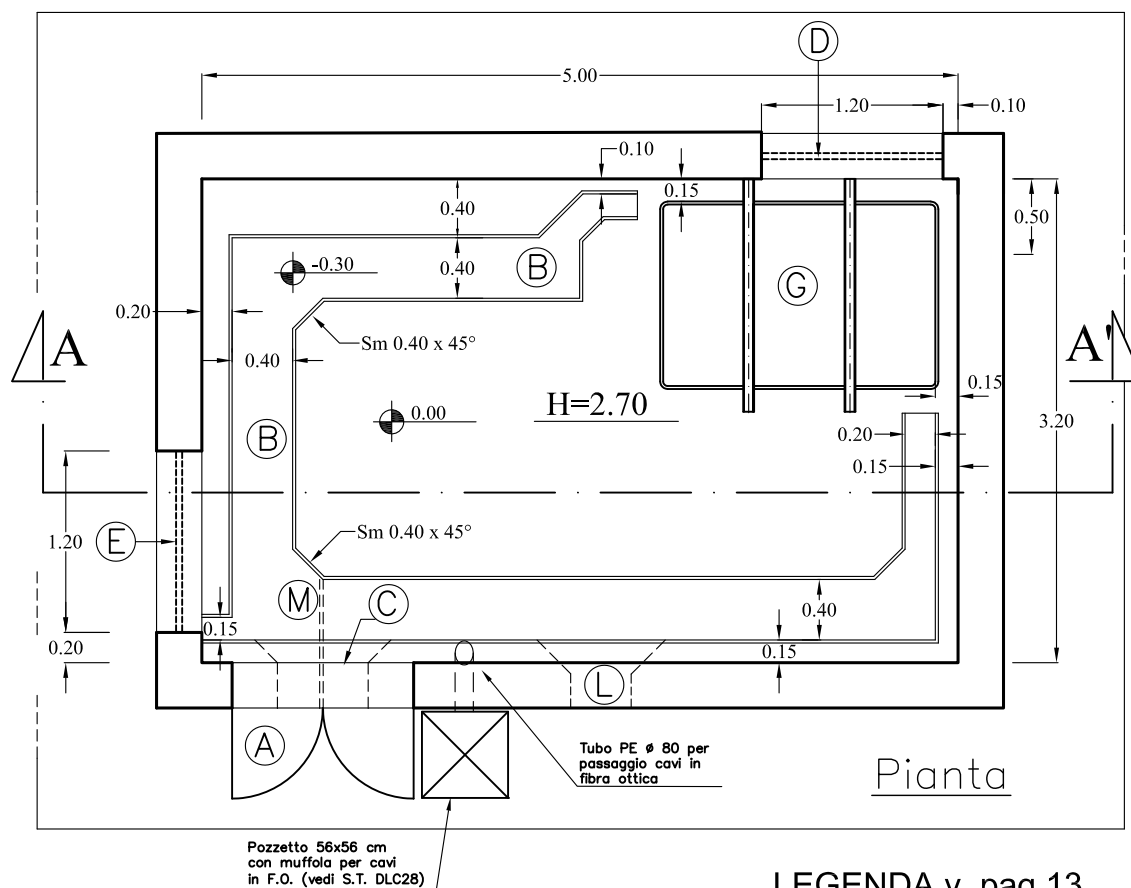 D
5.00
1.20
0.10
0.10
0.15
0.40
0.50
B
0.40
-0.30
G
0.20
Sm 0.40 x 45°
A
A'
0.40
0.15
H=2.70
0.00
3.20
B
0.20
0.15
Sm 0.40 x 45°
1.20
E
M
C
0.40
0.15
0.20
0.15
L
A
Tubo PE ø 80 per
passaggio cavi in
fibra ottica
Pianta
Pozzetto 56x56 cm
con muffola per cavi
in F.O. (vedi S.T. DLC28)
LEGENDA v. pag.13